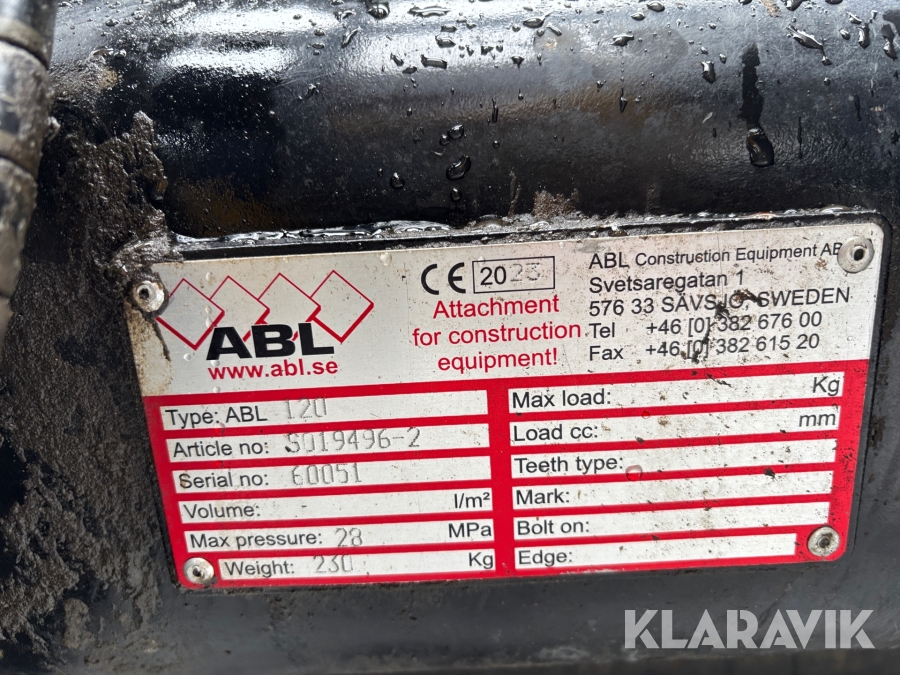 ABL
www.abl.se
CE 2023
Attachment
for construction
equipment!
ABL Construction Equipment AB
Svetsaregatan 1
576 33 SÄVSJÖ, SWEDEN
Tel +46 [0] 382 676 00
Fax +46 [0] 382 615 20
Type: ABL 120
Article no: S019496-2
Serial no: 60051
Volume: l/m²
Max pressure: 28 MPa
Weight: 230 Kg
Max load: Kg
Load cc: mm
Teeth type:
Mark:
Bolt on:
Edge:
KLARAVIK